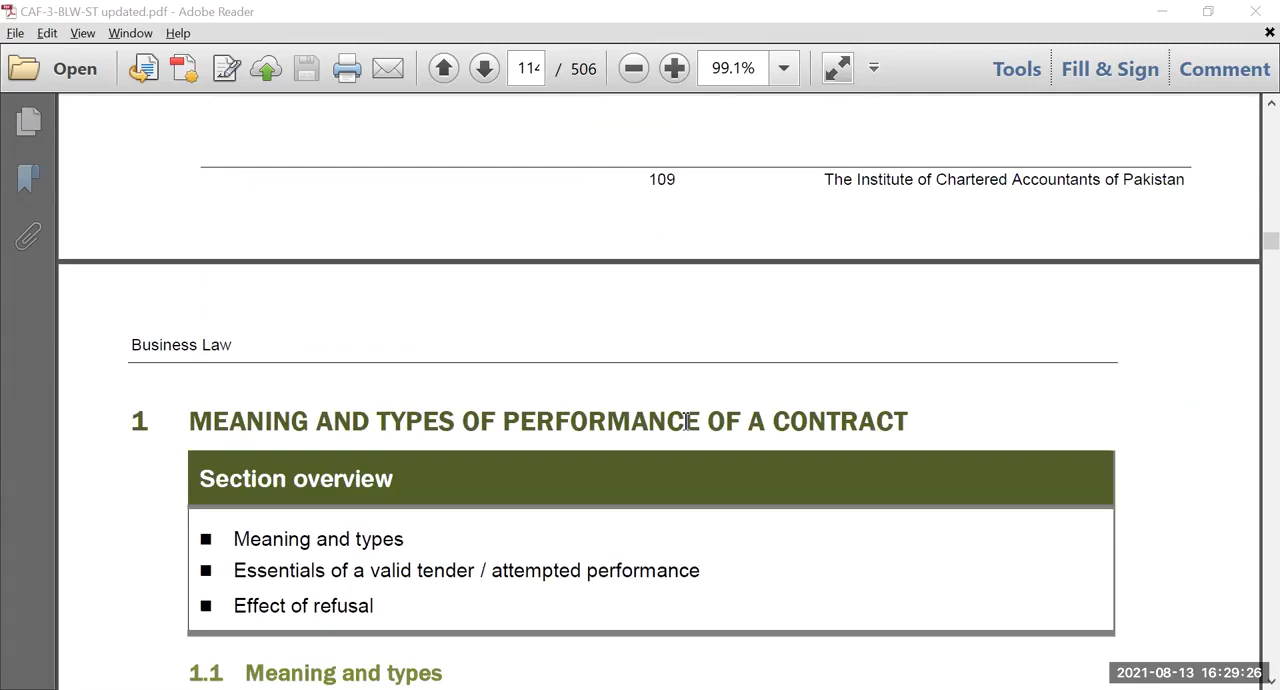 CAF-3-BLW-ST updated.pdf - Adobe Reader
File Edit View Window Help
Open 114 / 506 99.1% Tools Fill & Sign Comment
109 The Institute of Chartered Accountants of Pakistan
Business Law
1 MEANING AND TYPES OF PERFORMANCE OF A CONTRACT
Section overview
■ Meaning and types
■ Essentials of a valid tender / attempted performance
■ Effect of refusal
1.1 Meaning and types
2021-08-13 16:29:26